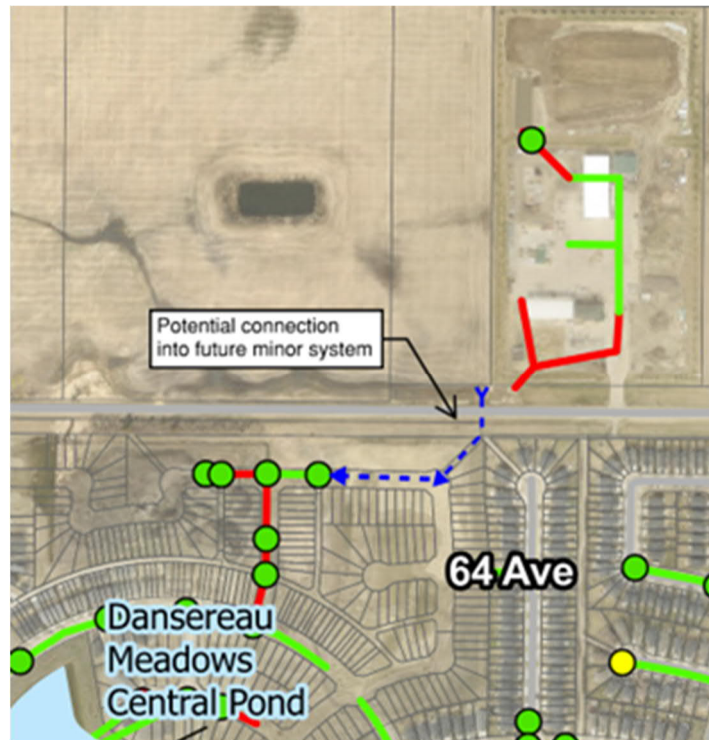 Potential connection
into future minor system
64 Ave
Dansereau
Meadows
Central Pond